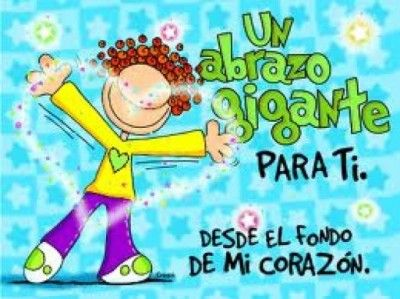 UN
abrazo
gigante
PARA Ti.
DESDE EL FONDO
DE Mi CORAZÓN.